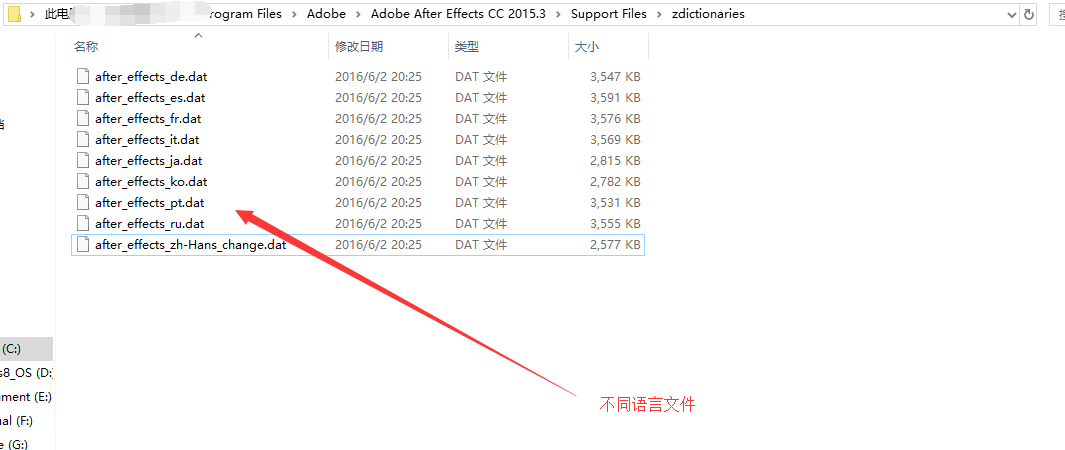 此电 rogram Files Adobe Adobe After Effects CC 2015.3 Support Files zdictionaries
名称 修改日期 类型 大小
after_effects_de.dat 2016/6/2 20:25 DAT 文件 3,547 KB
after_effects_es.dat 2016/6/2 20:25 DAT 文件 3,591 KB
after_effects_fr.dat 2016/6/2 20:25 DAT 文件 3,576 KB
after_effects_it.dat 2016/6/2 20:25 DAT 文件 3,569 KB
after_effects_ja.dat 2016/6/2 20:25 DAT 文件 2,815 KB
after_effects_ko.dat 2016/6/2 20:25 DAT 文件 2,782 KB
after_effects_pt.dat 2016/6/2 20:25 DAT 文件 3,531 KB
after_effects_ru.dat 2016/6/2 20:25 DAT 文件 3,555 KB
after_effects_zh-Hans_change.dat 2016/6/2 20:25 DAT 文件 2,577 KB
(C:)
s8_OS (D:
ument (E:)
ual (F:)
e (G:)
不同语言文件